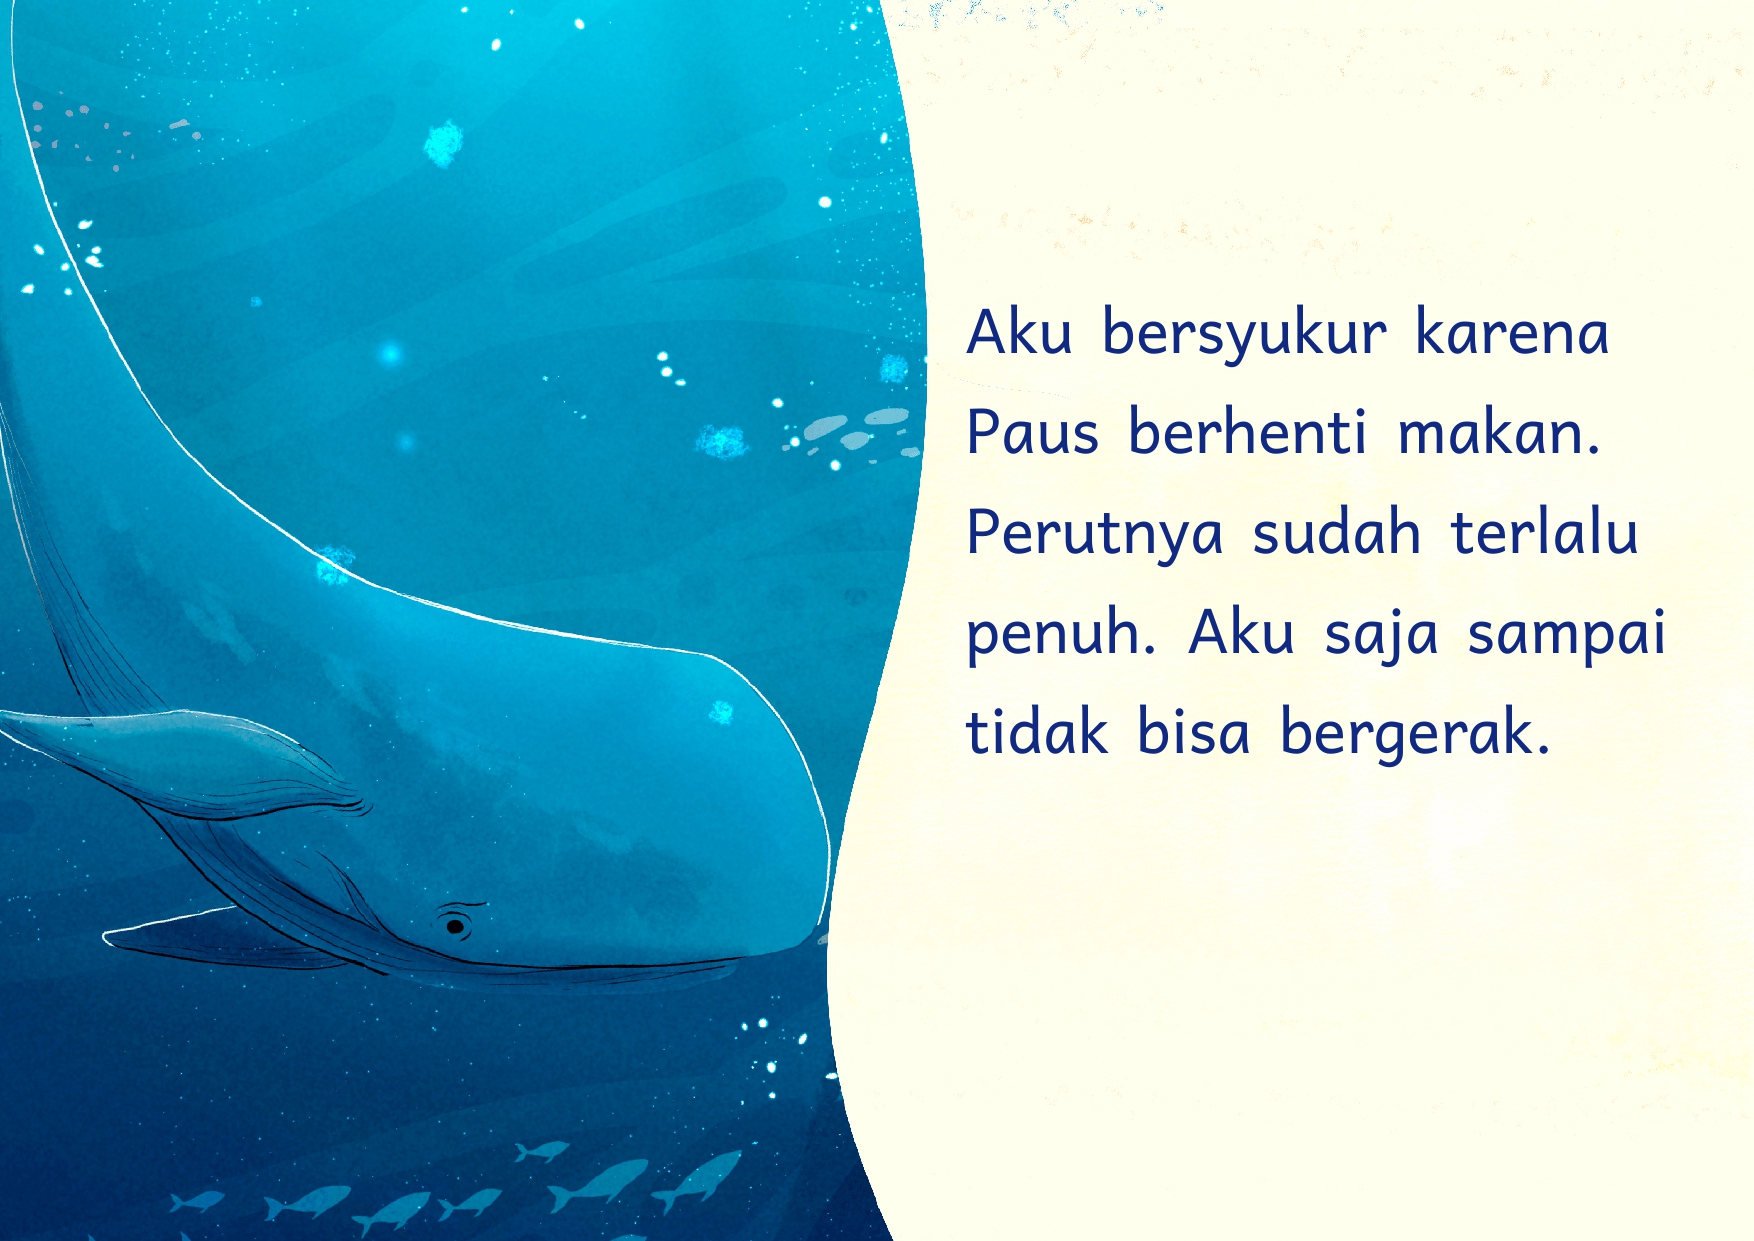 Aku bersyukur karena
Paus berhenti makan.
Perutnya sudah terlalu
penuh. Aku saja sampai
tidak bisa bergerak.